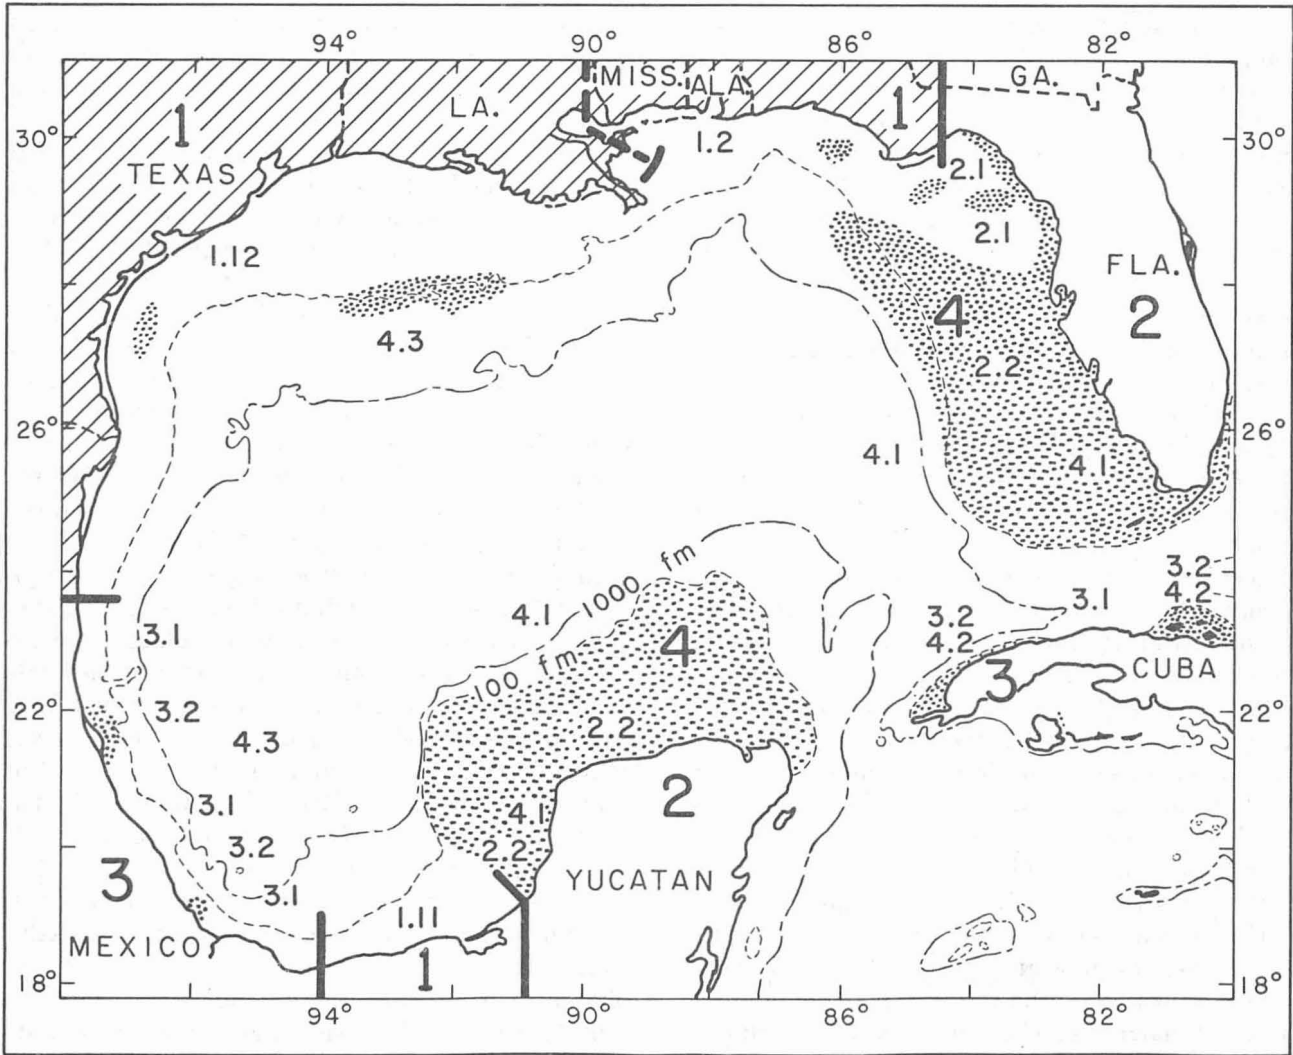 94° 90° 88° 86° 82°
MISS. ALA. GA.
1 LA. 1
30° 1.2 30°
TEXAS 2.1
2.1
1.12 FLA.
4 2
4.3 2.2
26° 26°
4.1 4.1
1000 fm
3.2
4.2
4.1 3.1
3.2
4.2
3.1 4
100 fm 3 CUBA
22° 3.2 22°
4.3 2.2
2
3.1 4.1
3.2 2.2
3 3.1 YUCATAN
1.11
MEXICO 1
18° 18°
94° 90° 86° 82°